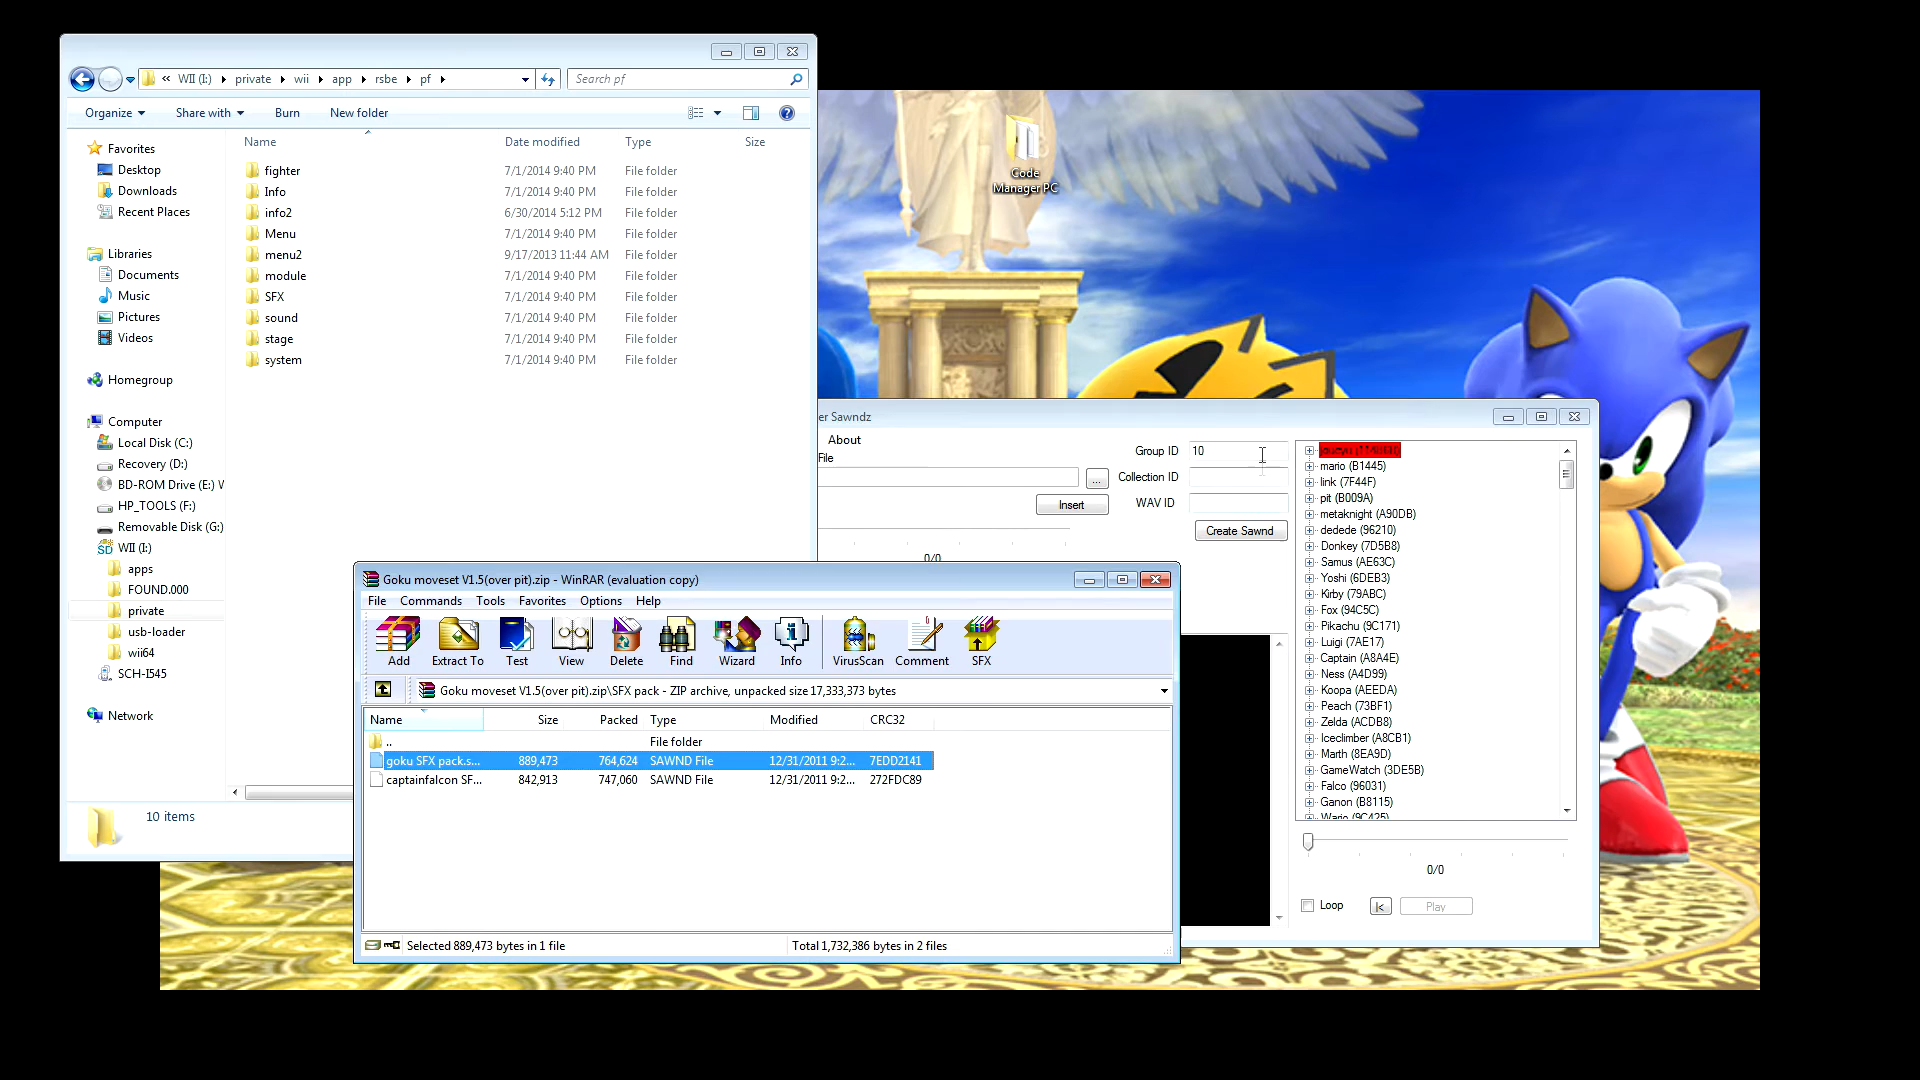 « WII (I:) private wii app rsbe pf
Search pf
Organize Share with Burn New folder
Name Date modified Type Size
Favorites
Desktop
Downloads
Recent Places
Libraries
Documents
Music
Pictures
Videos
Homegroup
Computer
Local Disk (C:)
Recovery (D:)
BD-ROM Drive (E:) W
HP_TOOLS (F:)
Removable Disk (G:)
WII (I:)
apps
FOUND.000
private
usb-loader
wii64
SCH-I545
Network
fighter 7/1/2014 9:40 PM File folder
Info 7/1/2014 9:40 PM File folder
info2 6/30/2014 5:12 PM File folder
Menu 7/1/2014 9:40 PM File folder
menu2 9/17/2013 11:44 AM File folder
module 7/1/2014 9:40 PM File folder
SFX 7/1/2014 9:40 PM File folder
sound 7/1/2014 9:40 PM File folder
stage 7/1/2014 9:40 PM File folder
system 7/1/2014 9:40 PM File folder
10 items
Code
Manager PC
er Sawndz
About
File
...
Insert
0/0
Group ID 10
Collection ID
WAV ID
Create Sawnd
mario (B1445)
link (7F44F)
pit (B009A)
metaknight (A90DB)
dedede (96210)
Donkey (7D5B8)
Samus (AE63C)
Yoshi (6DEB3)
Kirby (79ABC)
Fox (94C5C)
Pikachu (9C171)
Luigi (7AE17)
Captain (A8A4E)
Ness (A4D99)
Koopa (AEEDA)
Peach (73BF1)
Zelda (ACDB8)
Iceclimber (A8CB1)
Marth (8EA9D)
GameWatch (3DE5B)
Falco (96031)
Ganon (B8115)
Wario (9C425)
0/0
Loop |< Play
Goku moveset V1.5(over pit).zip - WinRAR (evaluation copy)
File Commands Tools Favorites Options Help
Add Extract To Test View Delete Find Wizard Info VirusScan Comment SFX
Goku moveset V1.5(over pit).zip\SFX pack - ZIP archive, unpacked size 17,333,373 bytes
Name Size Packed Type Modified CRC32
.. File folder
goku SFX pack.s... 889,473 764,624 SAWND File 12/31/2011 9:2... 7EDD2141
captainfalcon SF... 842,913 747,060 SAWND File 12/31/2011 9:2... 272FDC89
Selected 889,473 bytes in 1 file Total 1,732,386 bytes in 2 files